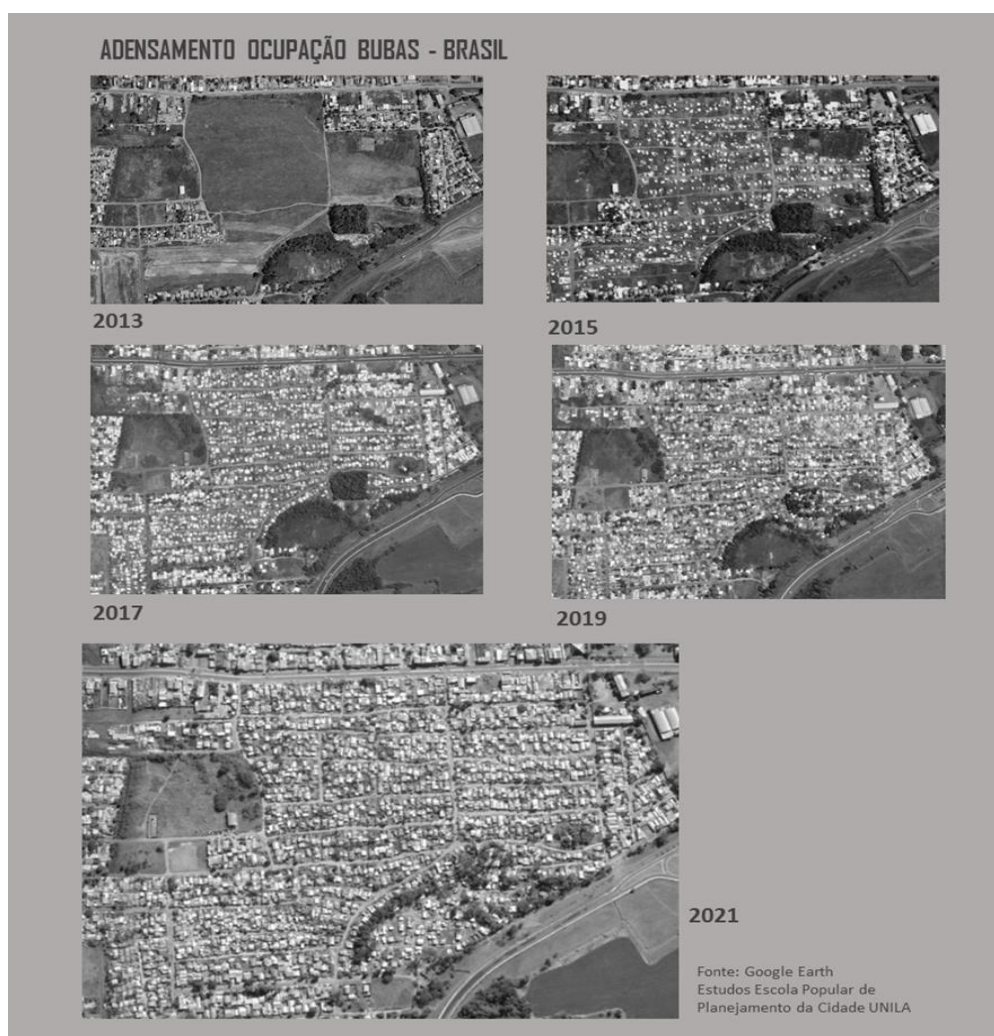 ADENSAMENTO OCUPAÇÃO BUBAS - BRASIL
2013
2015
2017
2019
2021
Fonte: Google Earth
Estudos Escola Popular de
Planejamento da Cidade UNILA